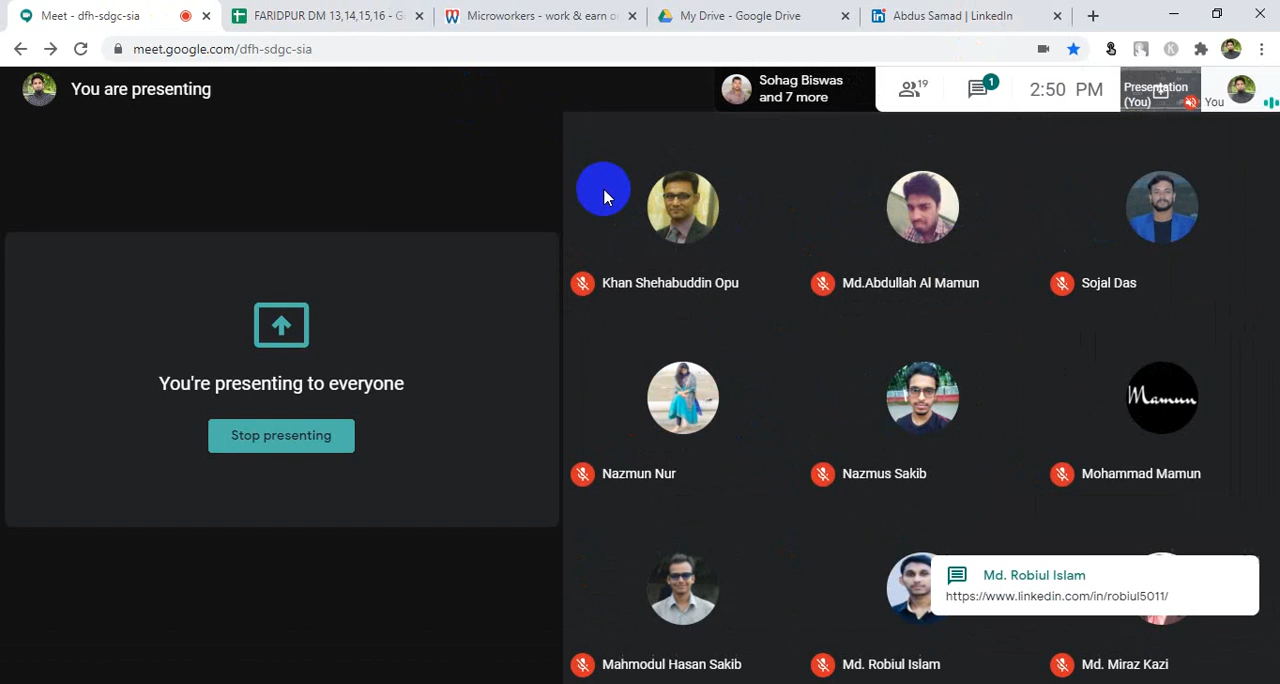 Meet - dfh-sdgc-sia
FARIDPUR DM 13,14,15,16 - G
Microworkers - work & earn o
My Drive - Google Drive
Abdus Samad | LinkedIn
meet.google.com/dfh-sdgc-sia
You are presenting
Sohag Biswas
and 7 more
19
1
2:50 PM
Presentation
(You)
You
You're presenting to everyone
Stop presenting
Khan Shehabuddin Opu
Md.Abdullah Al Mamun
Sojal Das
Mamun
Nazmun Nur
Nazmus Sakib
Mohammad Mamun
Md. Robiul Islam
https://www.linkedin.com/in/robiul5011/
Mahmodul Hasan Sakib
Md. Robiul Islam
Md. Miraz Kazi